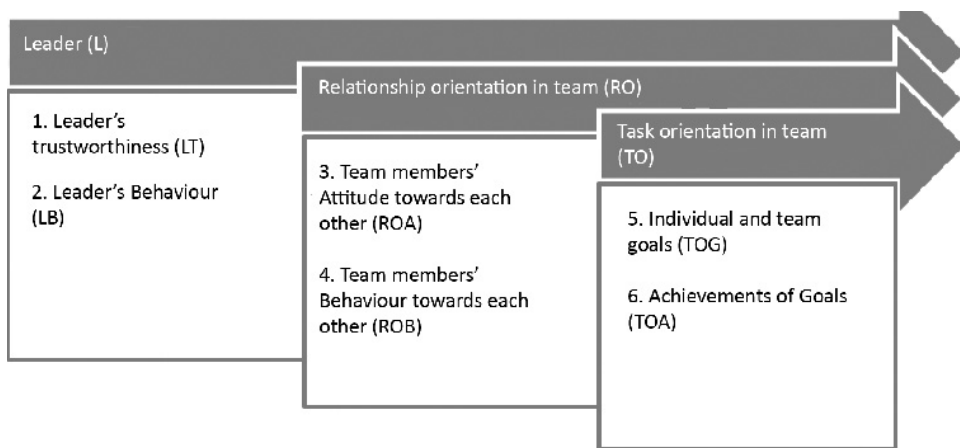 Leader (L)
1. Leader's
trustworthiness (LT)
2. Leader's Behaviour
(LB)
Relationship orientation in team (RO)
3. Team members'
Attitude towards each
other (ROA)
4. Team members'
Behaviour towards each
other (ROB)
Task orientation in team
(TO)
5. Individual and team
goals (TOG)
6. Achievements of Goals
(TOA)